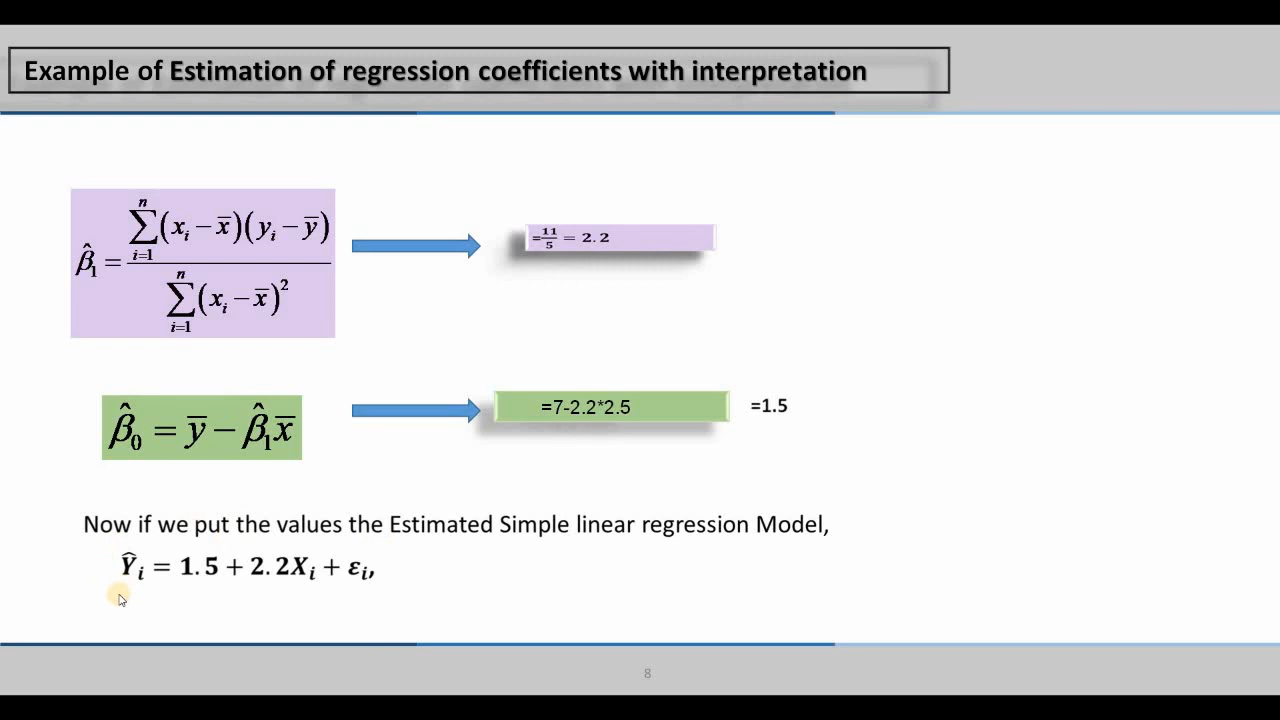 Example of Estimation of regression coefficients with interpretation
β̂₁ = ∑ⁿᵢ₌₁(xᵢ − x̄)(yᵢ − ȳ) / ∑ⁿᵢ₌₁(xᵢ − x̄)²
=11/5 = 2.2
β̂₀ = ȳ − β̂₁x̄
=7-2.2*2.5
=1.5
Now if we put the values the Estimated Simple linear regression Model,
Ŷᵢ = 1.5 + 2.2Xᵢ + εᵢ,
8